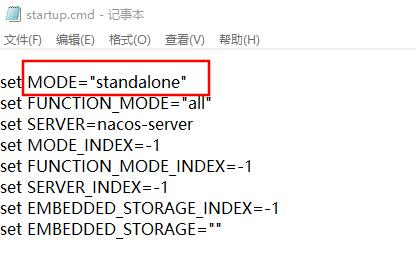 startup.cmd - 记事本
文件(F) 编辑(E) 格式(O) 查看(V) 帮助(H)
set MODE="standalone"
set FUNCTION_MODE="all"
set SERVER=nacos-server
set MODE_INDEX=-1
set FUNCTION_MODE_INDEX=-1
set SERVER_INDEX=-1
set EMBEDDED_STORAGE_INDEX=-1
set EMBEDDED_STORAGE=""